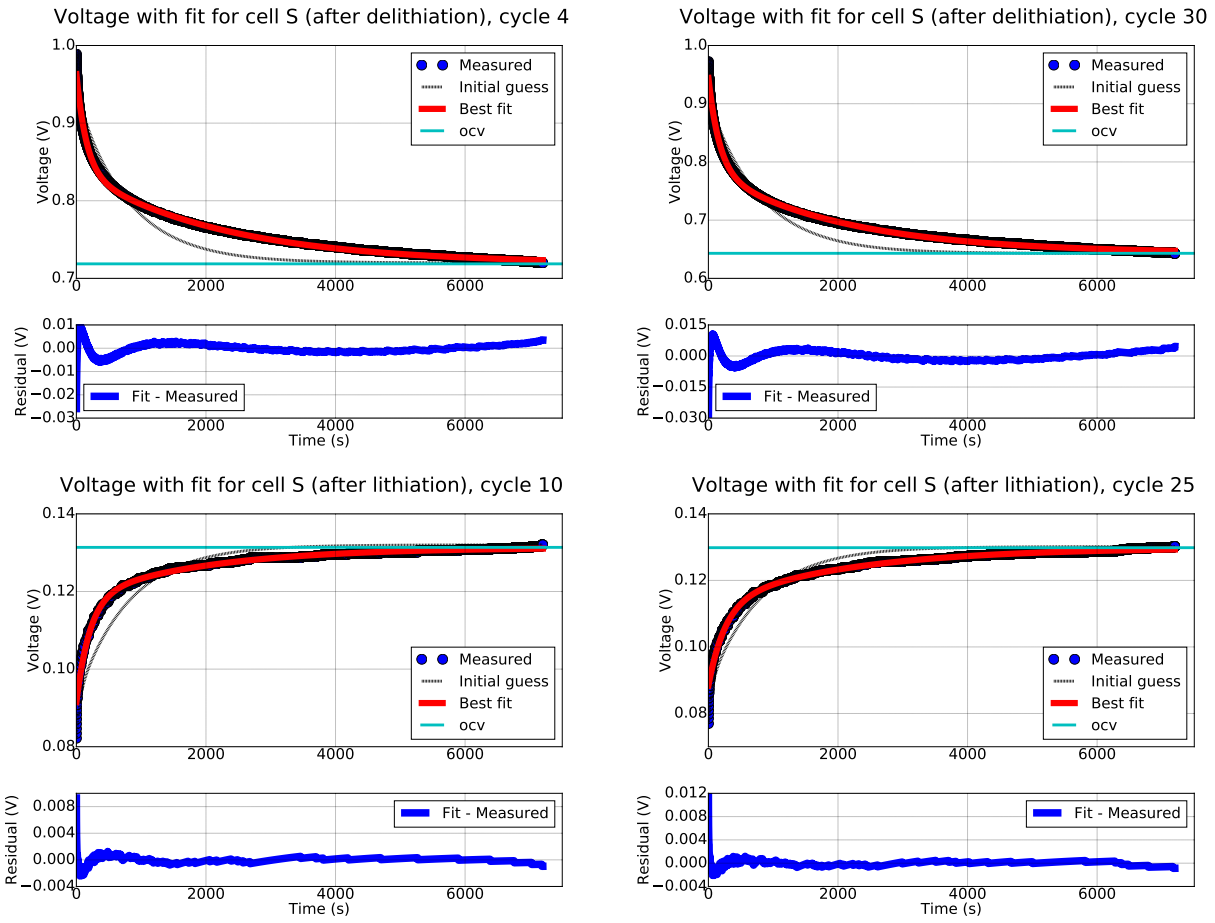 Voltage with fit for cell S (after delithiation), cycle 4
1.0
0.9
0.8
0.7
Voltage (V)
Measured
Initial guess
Best fit
ocv
0 2000 4000 6000
0.01
0.00
−0.01
−0.02
−0.03
Residual (V)
Fit - Measured
0 2000 4000 6000
Time (s)
Voltage with fit for cell S (after delithiation), cycle 30
1.0
0.9
0.8
0.7
0.6
Voltage (V)
Measured
Initial guess
Best fit
ocv
0 2000 4000 6000
0.015
0.000
−0.015
−0.030
Residual (V)
Fit - Measured
0 2000 4000 6000
Time (s)
Voltage with fit for cell S (after lithiation), cycle 10
0.14
0.12
0.10
0.08
Voltage (V)
Measured
Initial guess
Best fit
ocv
0 2000 4000 6000
0.008
0.004
0.000
−0.004
Residual (V)
Fit - Measured
0 2000 4000 6000
Time (s)
Voltage with fit for cell S (after lithiation), cycle 25
0.14
0.12
0.10
0.08
Voltage (V)
Measured
Initial guess
Best fit
ocv
0 2000 4000 6000
0.012
0.008
0.004
0.000
−0.004
Residual (V)
Fit - Measured
0 2000 4000 6000
Time (s)